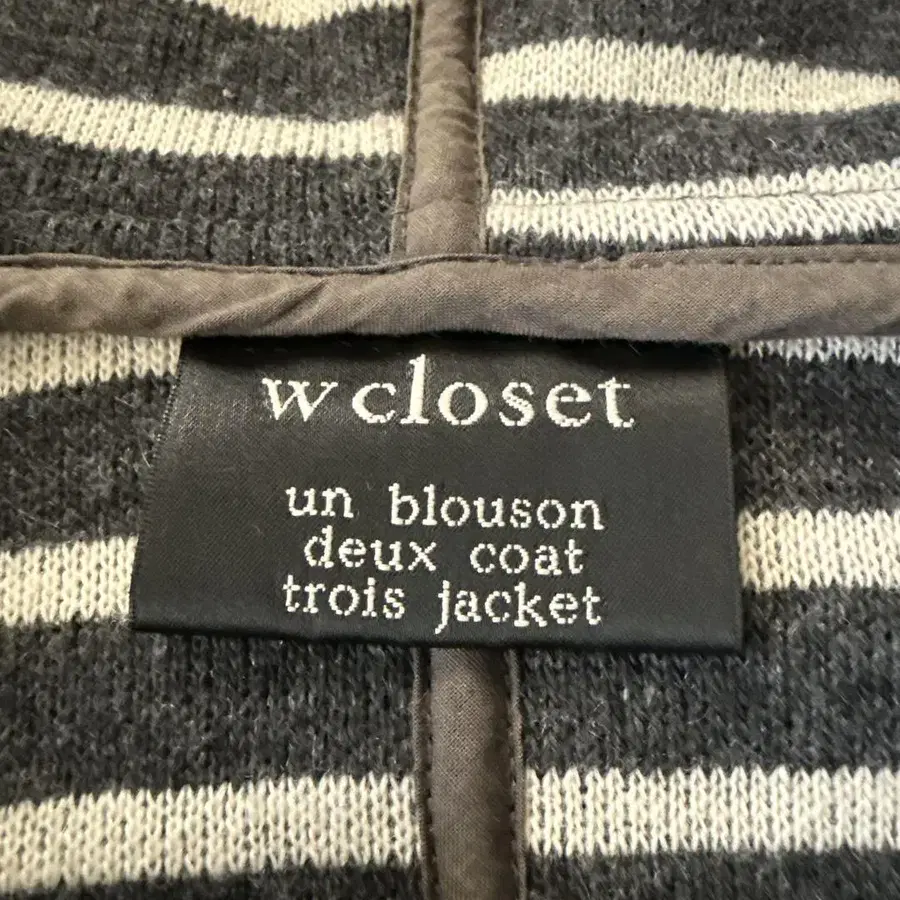 w closet
un blouson
deux coat
trois jacket